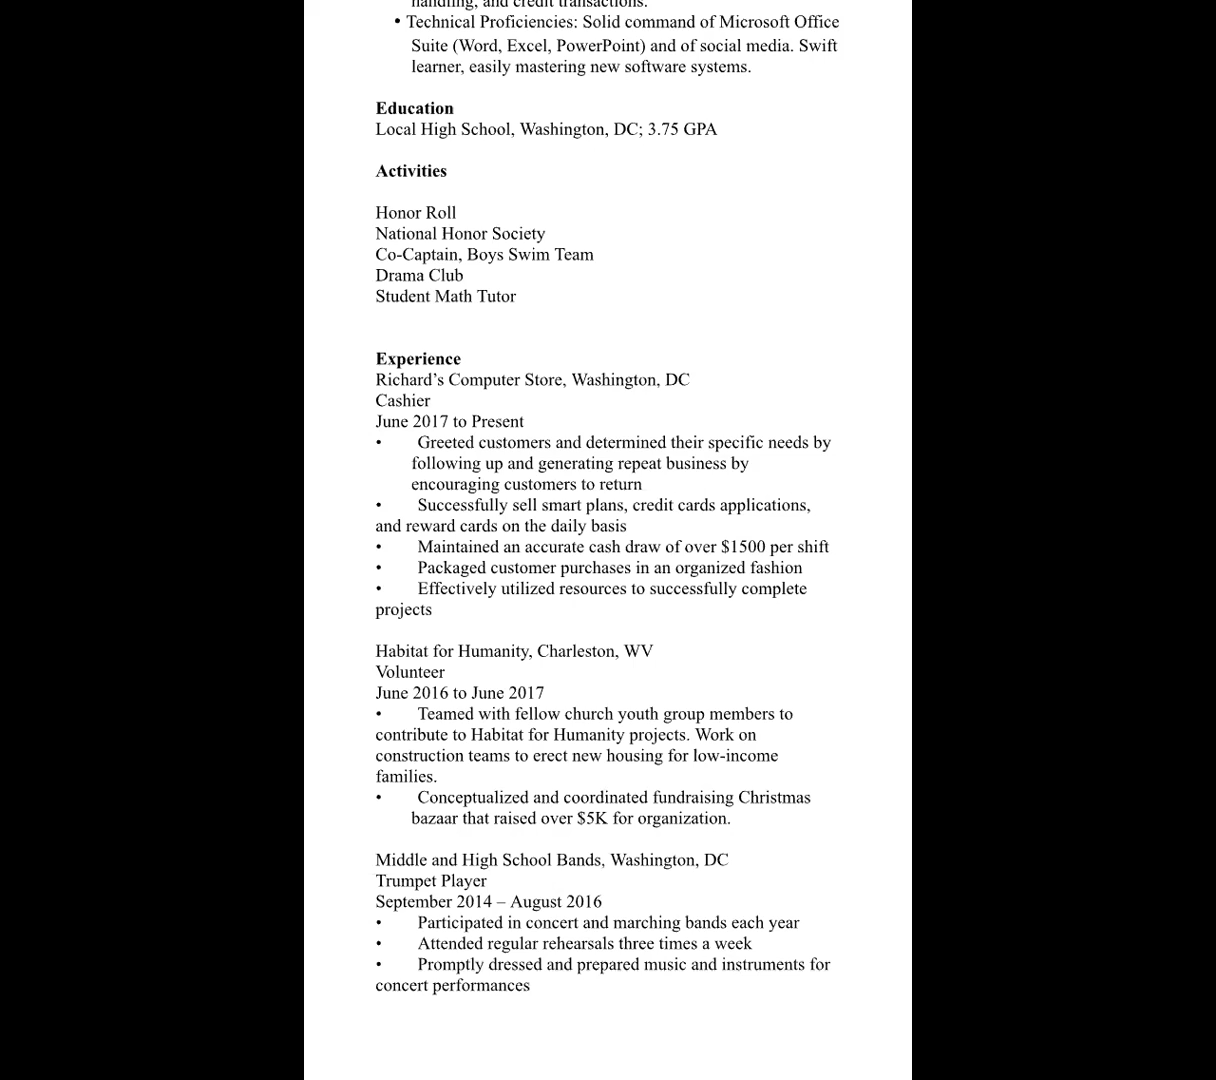 handling, and credit transactions.
• Technical Proficiencies: Solid command of Microsoft Office
Suite (Word, Excel, PowerPoint) and of social media. Swift
learner, easily mastering new software systems.
Education
Local High School, Washington, DC; 3.75 GPA
Activities
Honor Roll
National Honor Society
Co-Captain, Boys Swim Team
Drama Club
Student Math Tutor
Experience
Richard’s Computer Store, Washington, DC
Cashier
June 2017 to Present
• Greeted customers and determined their specific needs by
following up and generating repeat business by
encouraging customers to return
• Successfully sell smart plans, credit cards applications,
and reward cards on the daily basis
• Maintained an accurate cash draw of over $1500 per shift
• Packaged customer purchases in an organized fashion
• Effectively utilized resources to successfully complete
projects
Habitat for Humanity, Charleston, WV
Volunteer
June 2016 to June 2017
• Teamed with fellow church youth group members to
contribute to Habitat for Humanity projects. Work on
construction teams to erect new housing for low-income
families.
• Conceptualized and coordinated fundraising Christmas
bazaar that raised over $5K for organization.
Middle and High School Bands, Washington, DC
Trumpet Player
September 2014 – August 2016
• Participated in concert and marching bands each year
• Attended regular rehearsals three times a week
• Promptly dressed and prepared music and instruments for
concert performances